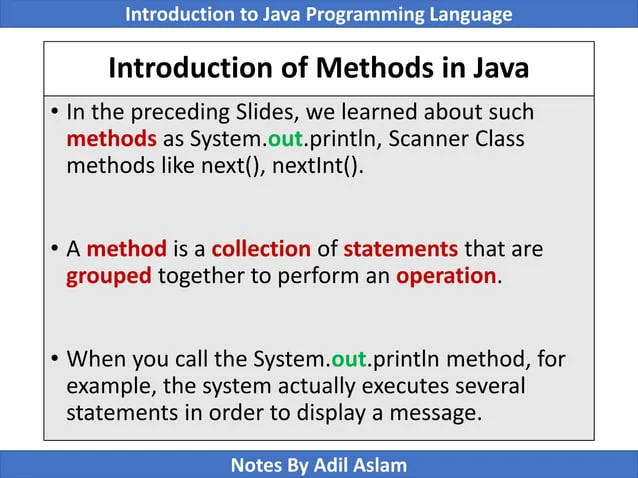 Introduction to Java Programming Language
Introduction of Methods in Java
• In the preceding Slides, we learned about such
methods as System.out.println, Scanner Class
methods like next(), nextInt().
• A method is a collection of statements that are
grouped together to perform an operation.
• When you call the System.out.println method, for
example, the system actually executes several
statements in order to display a message.
Notes By Adil Aslam